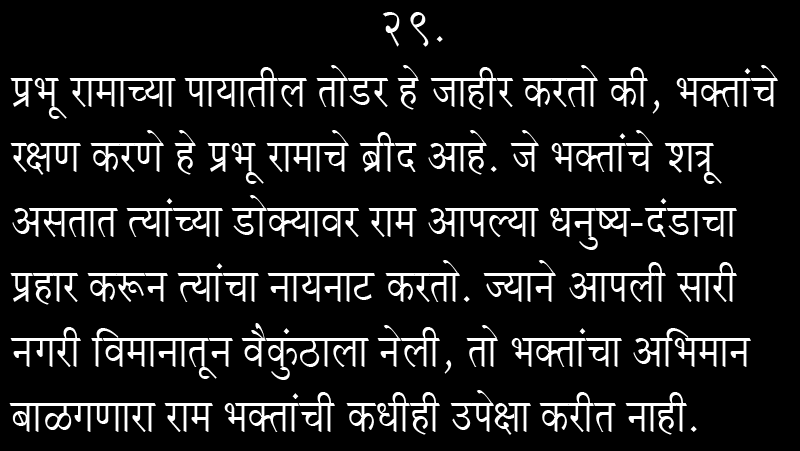 २९.
प्रभू रामाच्या पायातील तोडर हे जाहीर करतो की, भक्तांचे
रक्षण करणे हे प्रभू रामाचे ब्रीद आहे. जे भक्तांचे शत्रू
असतात त्यांच्या डोक्यावर राम आपल्या धनुष्य-दंडाचा
प्रहार करून त्यांचा नायनाट करतो. ज्याने आपली सारी
नगरी विमानातून वैकुंठाला नेली, तो भक्तांचा अभिमान
बाळगणारा राम भक्तांची कधीही उपेक्षा करीत नाही.